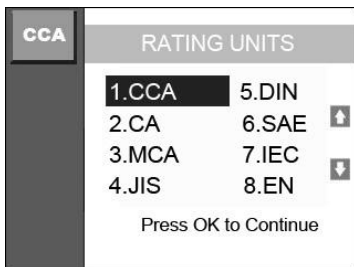 CCA
RATING UNITS
1.CCA 5.DIN
2.CA 6.SAE
3.MCA 7.IEC
4.JIS 8.EN
Press OK to Continue